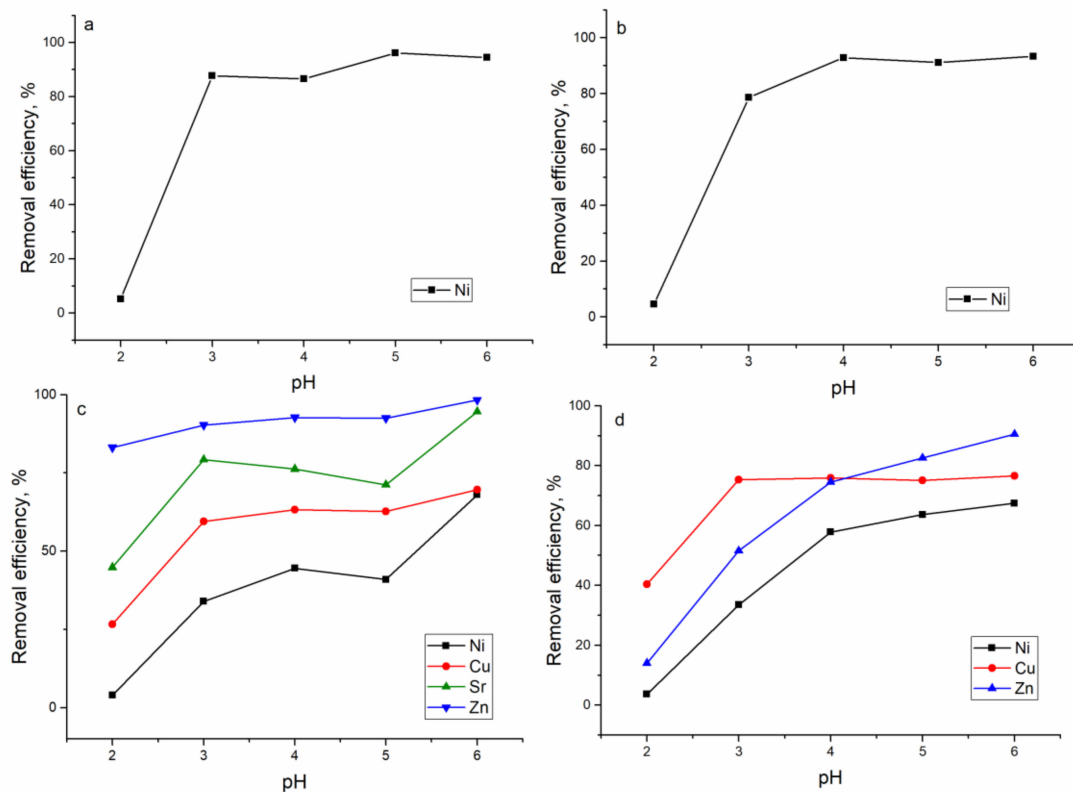 a
Removal efficiency, %
100
80
60
40
20
0
Ni
2 3 4 5 6
pH
b
Removal efficiency, %
100
80
60
40
20
0
Ni
2 3 4 5 6
pH
c
Removal efficiency, %
100
50
0
Ni
Cu
Sr
Zn
2 3 4 5 6
pH
d
Removal efficiency, %
100
80
60
40
20
0
Ni
Cu
Zn
2 3 4 5 6
pH